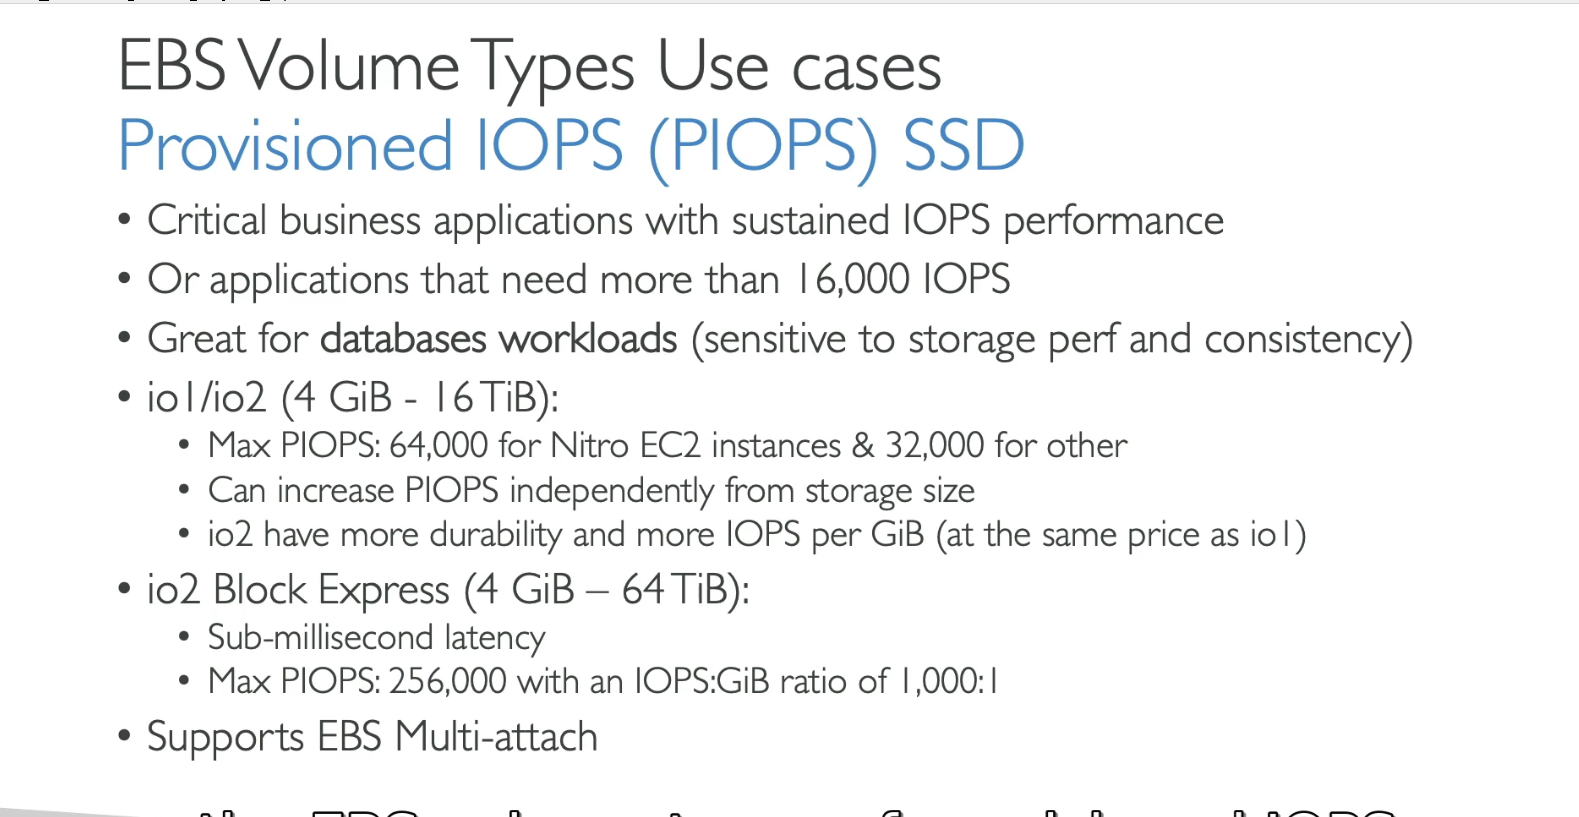 EBS Volume Types Use cases
Provisioned IOPS (PIOPS) SSD
• Critical business applications with sustained IOPS performance
• Or applications that need more than 16,000 IOPS
• Great for databases workloads (sensitive to storage perf and consistency)
• io1/io2 (4 GiB - 16 TiB):
• Max PIOPS: 64,000 for Nitro EC2 instances & 32,000 for other
• Can increase PIOPS independently from storage size
• io2 have more durability and more IOPS per GiB (at the same price as io1)
• io2 Block Express (4 GiB – 64 TiB):
• Sub-millisecond latency
• Max PIOPS: 256,000 with an IOPS:GiB ratio of 1,000:1
• Supports EBS Multi-attach